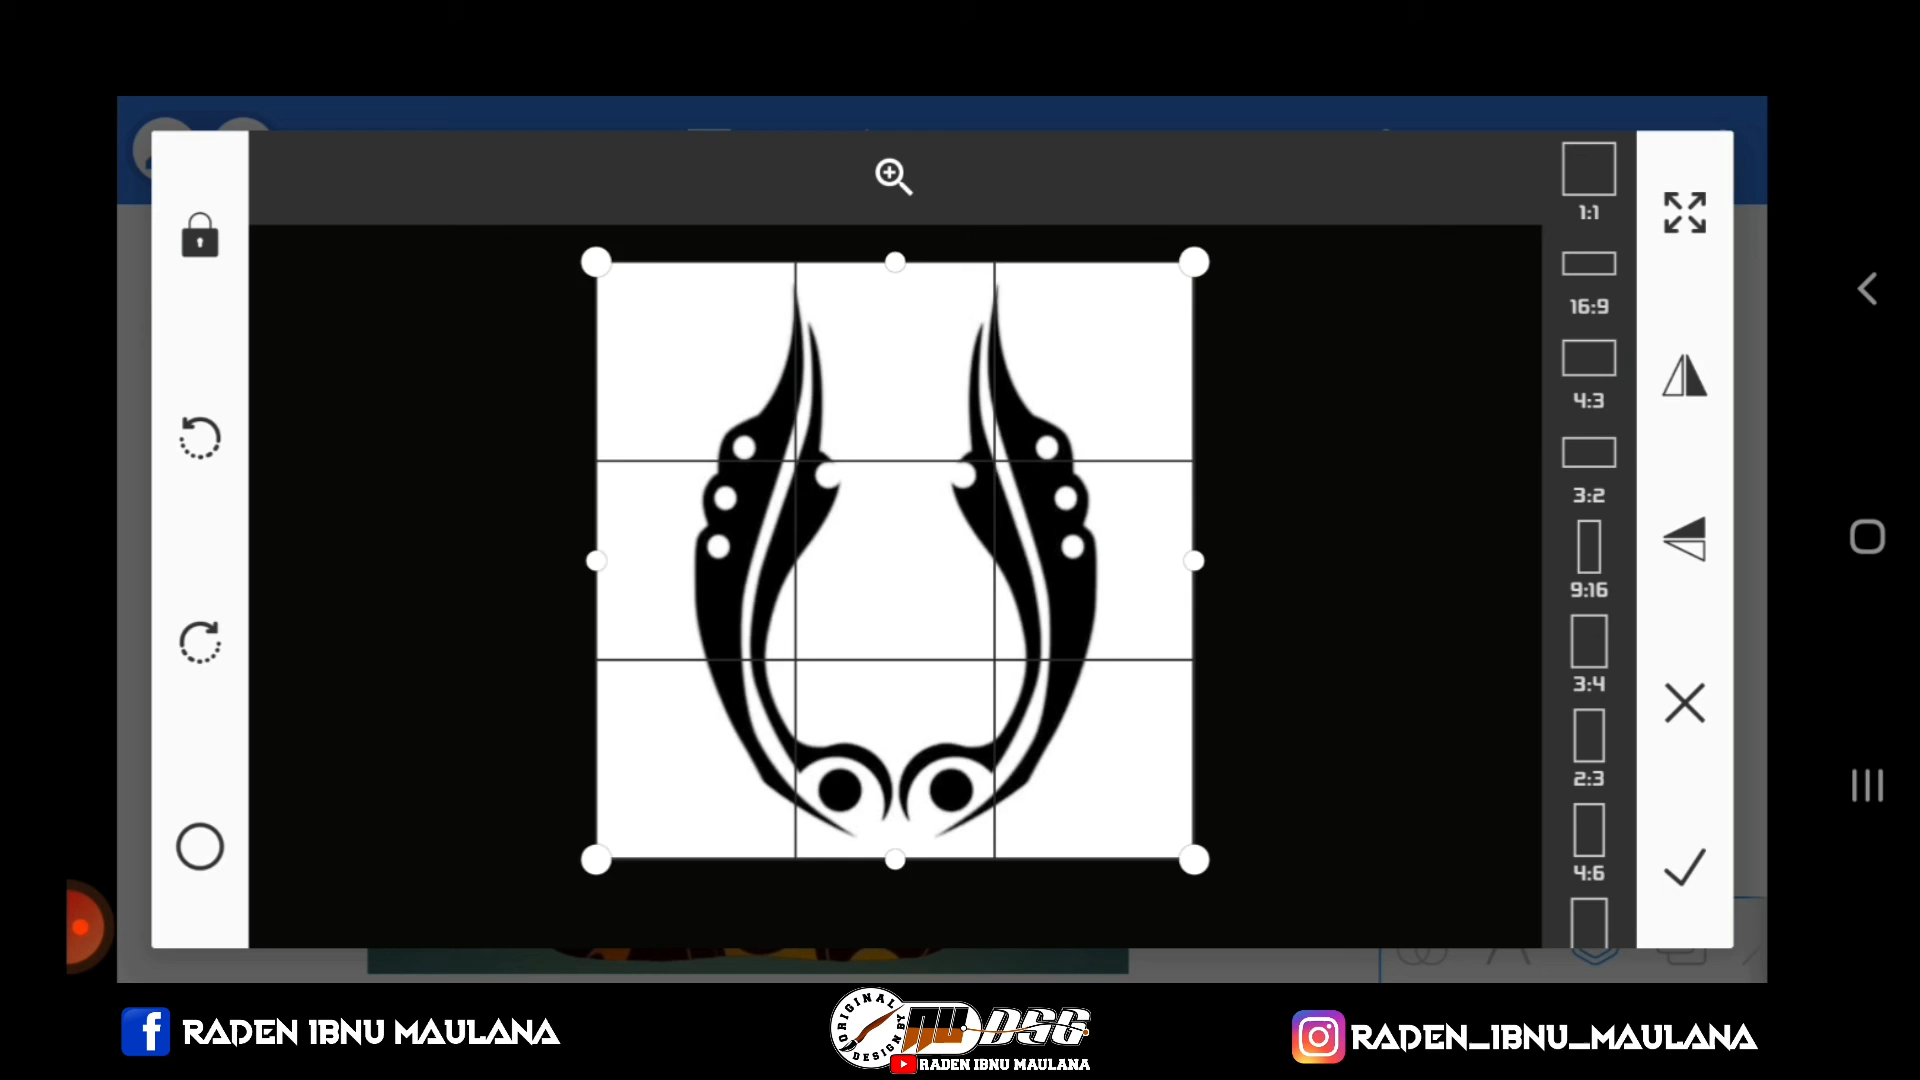 1:1
16:9
4:3
3:2
9:16
3:4
2:3
4:6
RADEN IBNU MAULANA
ORIGINAL
DESIGN BY
DSG
RADEN IBNU MAULANA
RADEN_IBNU_MAULANA